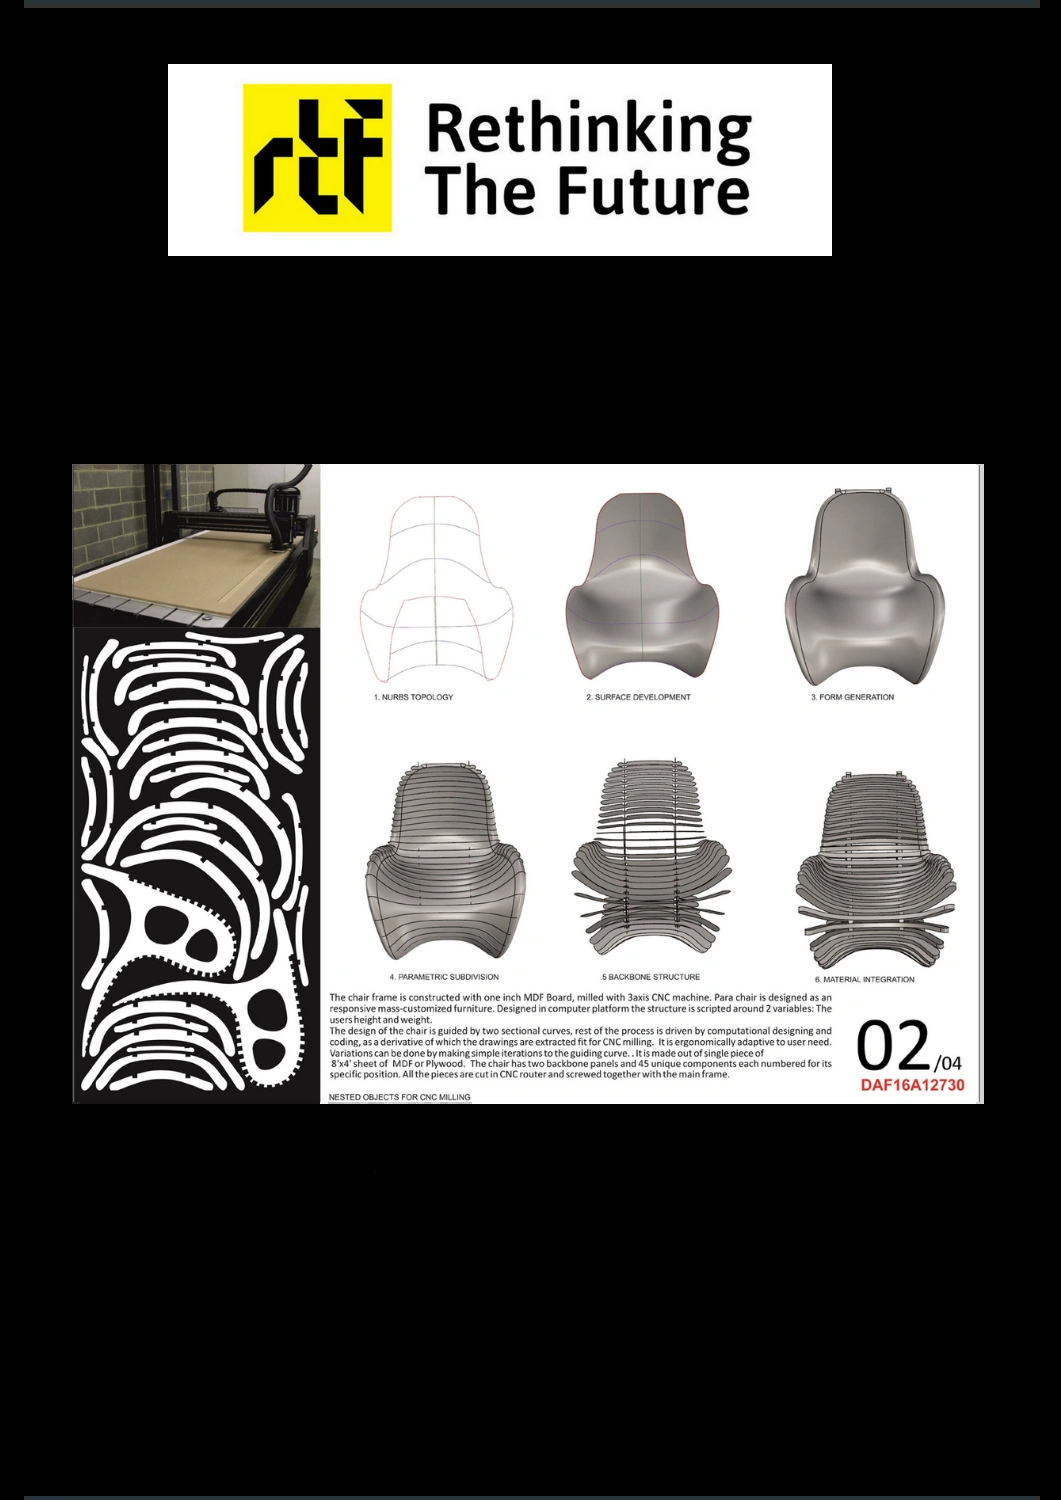 rtf
Rethinking
The Future
1. NURBS TOPOLOGY
2. SURFACE DEVELOPMENT
3. FORM GENERATION
4. PARAMETRIC SUBDIVISION
.5 BACKBONE STRUCTURE
6. MATERIAL INTEGRATION
The chair frame is constructed with one inch MDF Board, milled with 3axis CNC machine. Para chair is designed as an
responsive mass-customized furniture. Designed in computer platform the structure is scripted around 2 variables: The
users height and weight.
The design of the chair is guided by two sectional curves, rest of the process is driven by computational designing and
coding, as a derivative of which the drawings are extracted fit for CNC milling. It is ergonomically adaptive to user need.
Variations can be done by making simple iterations to the guiding curve. . It is made out of single piece of
8'x4' sheet of MDF or Plywood. The chair has two backbone panels and 45 unique components each numbered for its
specific position. All the pieces are cut in CNC router and screwed together with the main frame.
02/04
DAF16A12730
NESTED OBJECTS FOR CNC MILLING